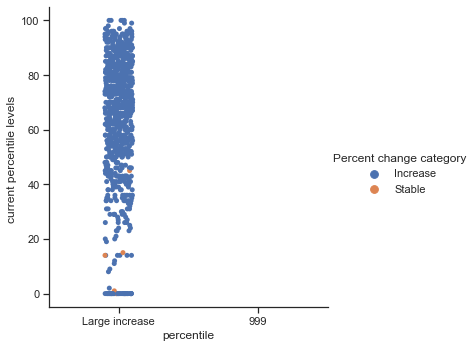 100
80
60
40
20
0
current percentile levels
Large increase
999
percentile
Percent change category
Increase
Stable